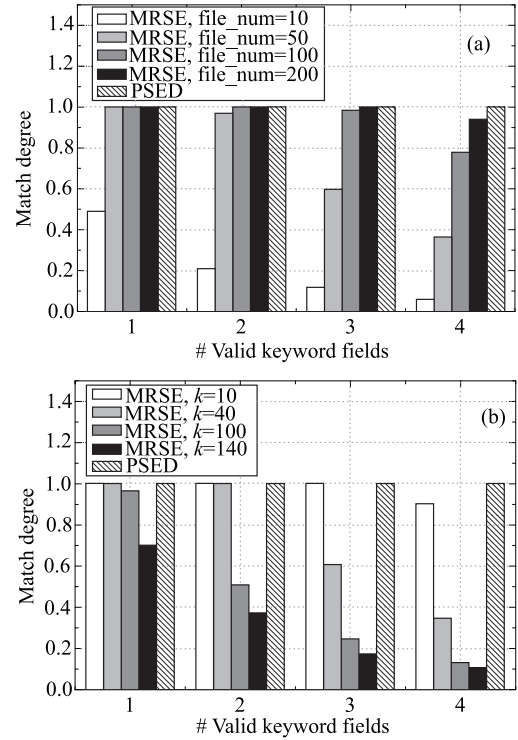 MRSE, file_num=10
MRSE, file_num=50
MRSE, file_num=100
MRSE, file_num=200
PSED
(a)
Match degree
1.4
1.2
1.0
0.8
0.6
0.4
0.2
0.0
1 2 3 4
# Valid keyword fields
MRSE, k=10
MRSE, k=40
MRSE, k=100
MRSE, k=140
PSED
(b)
Match degree
1.4
1.2
1.0
0.8
0.6
0.4
0.2
0.0
1 2 3 4
# Valid keyword fields